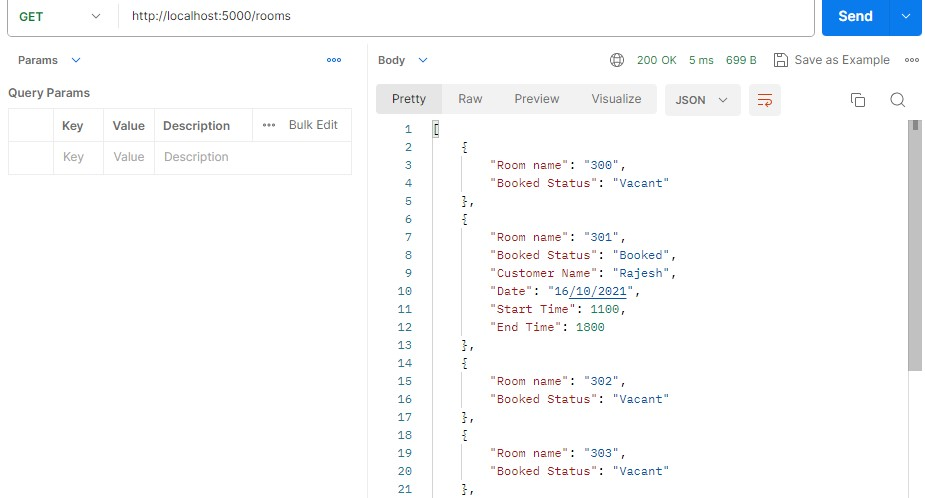 GET http://localhost:5000/rooms Send
Params ••• Body 200 OK 5 ms 699 B Save as Example •••
Query Params
Pretty Raw Preview Visualize JSON
Key Value Description ••• Bulk Edit
Key Value Description
1 [
2 {
3 "Room name": "300",
4 "Booked Status": "Vacant"
5 },
6 {
7 "Room name": "301",
8 "Booked Status": "Booked",
9 "Customer Name": "Rajesh",
10 "Date": "16/10/2021",
11 "Start Time": 1100,
12 "End Time": 1800
13 },
14 {
15 "Room name": "302",
16 "Booked Status": "Vacant"
17 },
18 {
19 "Room name": "303",
20 "Booked Status": "Vacant"
21 },